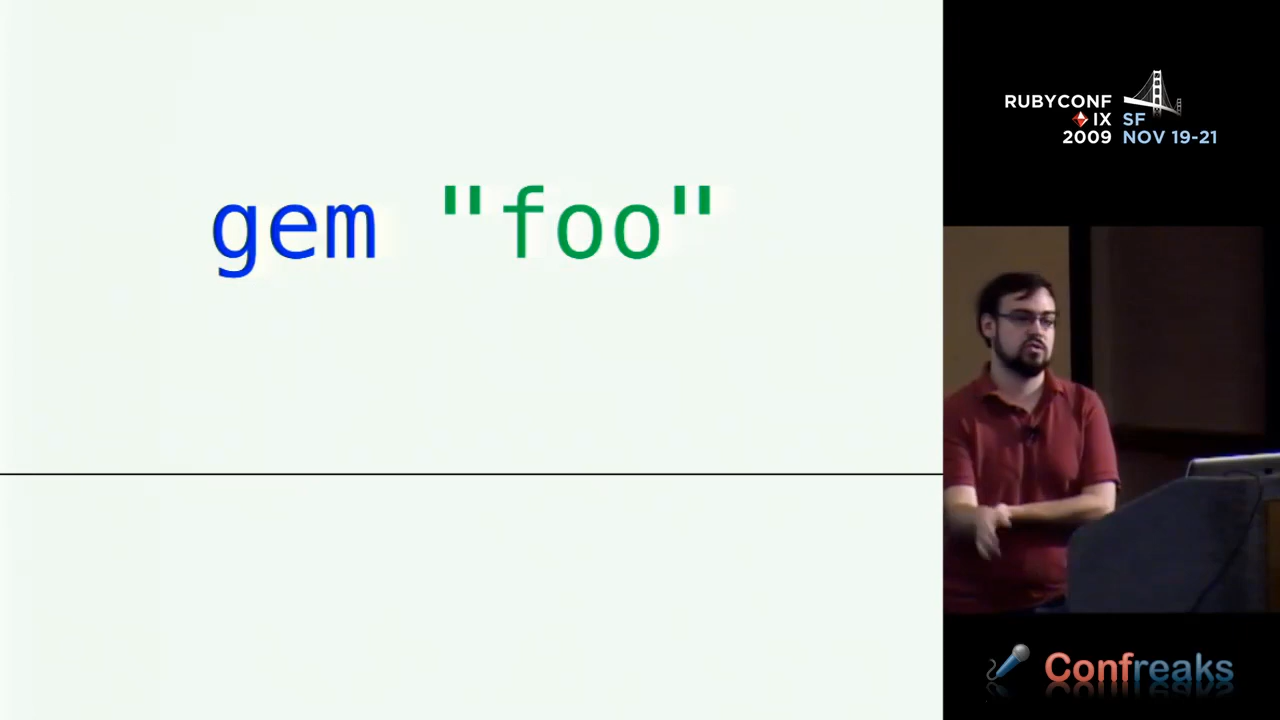 gem "foo"
RUBYCONF
IX SF
2009 NOV 19-21
Confreaks